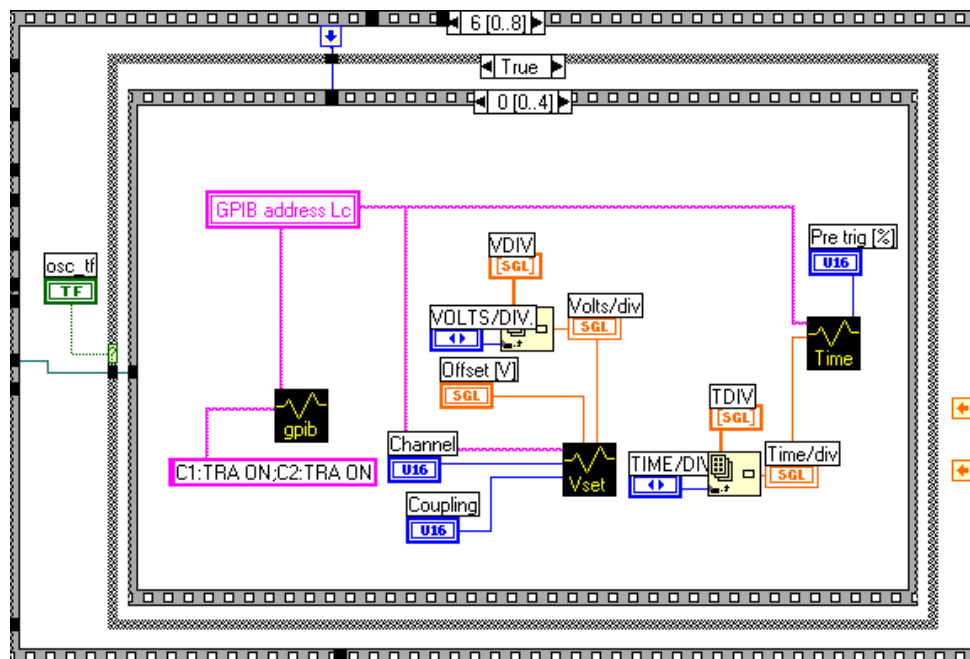 6 [0..8]
True
0 [0..4]
GPIB address Lc
Pre trig [%]
U16
VDIV
[SGL]
osc_tf
TF
VOLTS/DIV.
Volts/div
SGL
?
Time
Offset [V]
SGL
TDIV
[SGL]
gpib
Channel
U16
C1:TRA ON;C2:TRA ON
Vset
TIME/DIV
Time/div
SGL
Coupling
U16